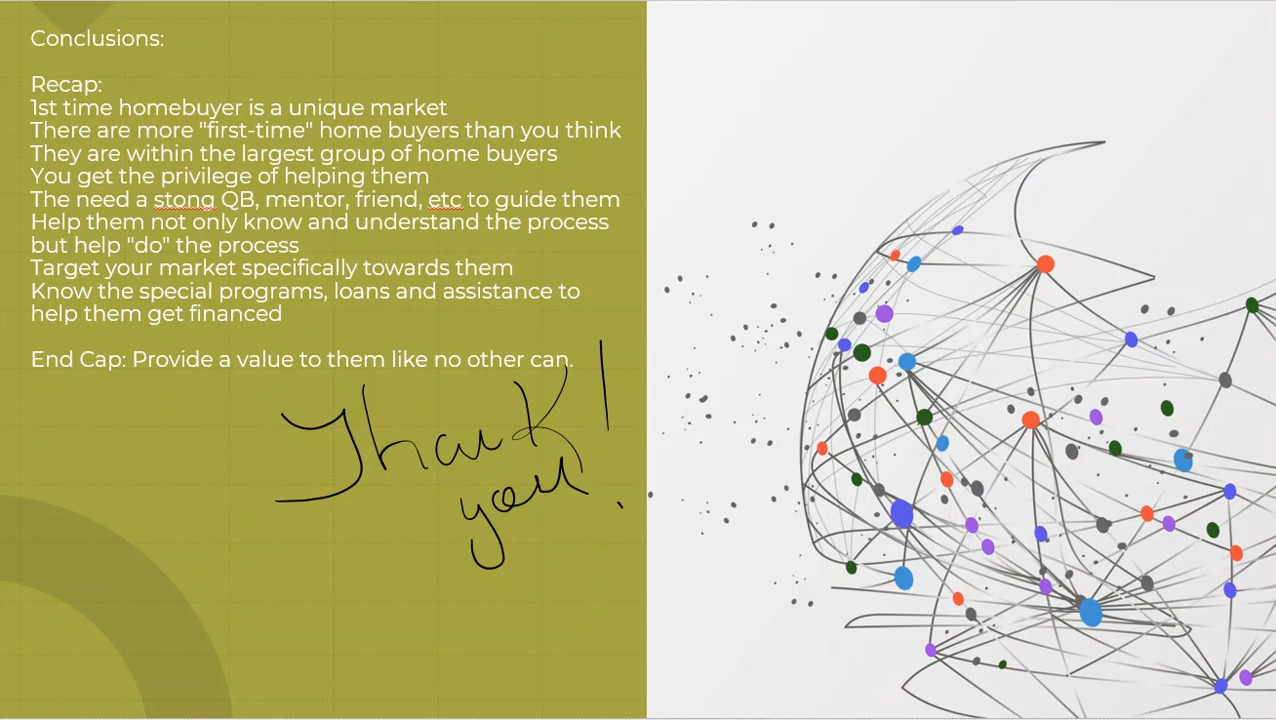 Conclusions:
Recap:
1st time homebuyer is a unique market
There are more "first-time" home buyers than you think
They are within the largest group of home buyers
You get the privilege of helping them
The need a stong QB, mentor, friend, etc to guide them
Help them not only know and understand the process
but help "do" the process
Target your market specifically towards them
Know the special programs, loans and assistance to
help them get financed
End Cap: Provide a value to them like no other can.
Thank
you!